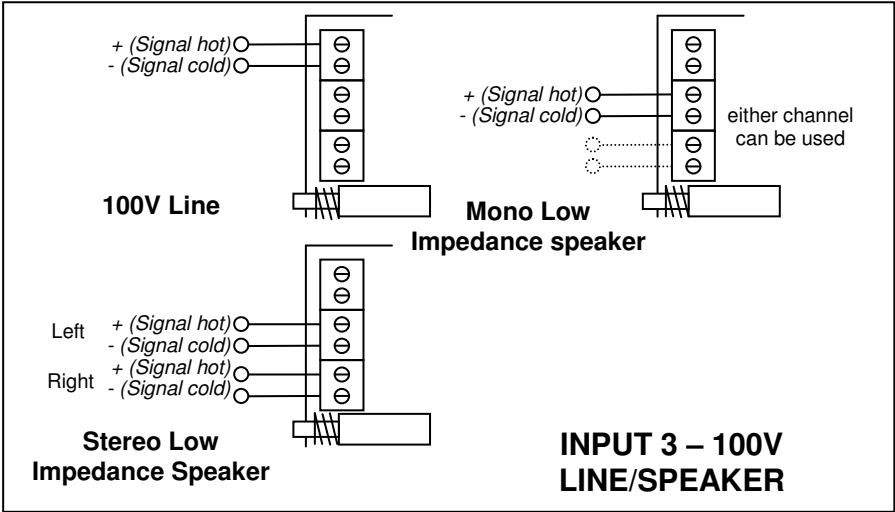 + (Signal hot)
- (Signal cold)
100V Line
+ (Signal hot)
- (Signal cold)
either channel
can be used
Mono Low
Impedance speaker
Left
+ (Signal hot)
- (Signal cold)
Right
+ (Signal hot)
- (Signal cold)
Stereo Low
Impedance Speaker
INPUT 3 – 100V
LINE/SPEAKER